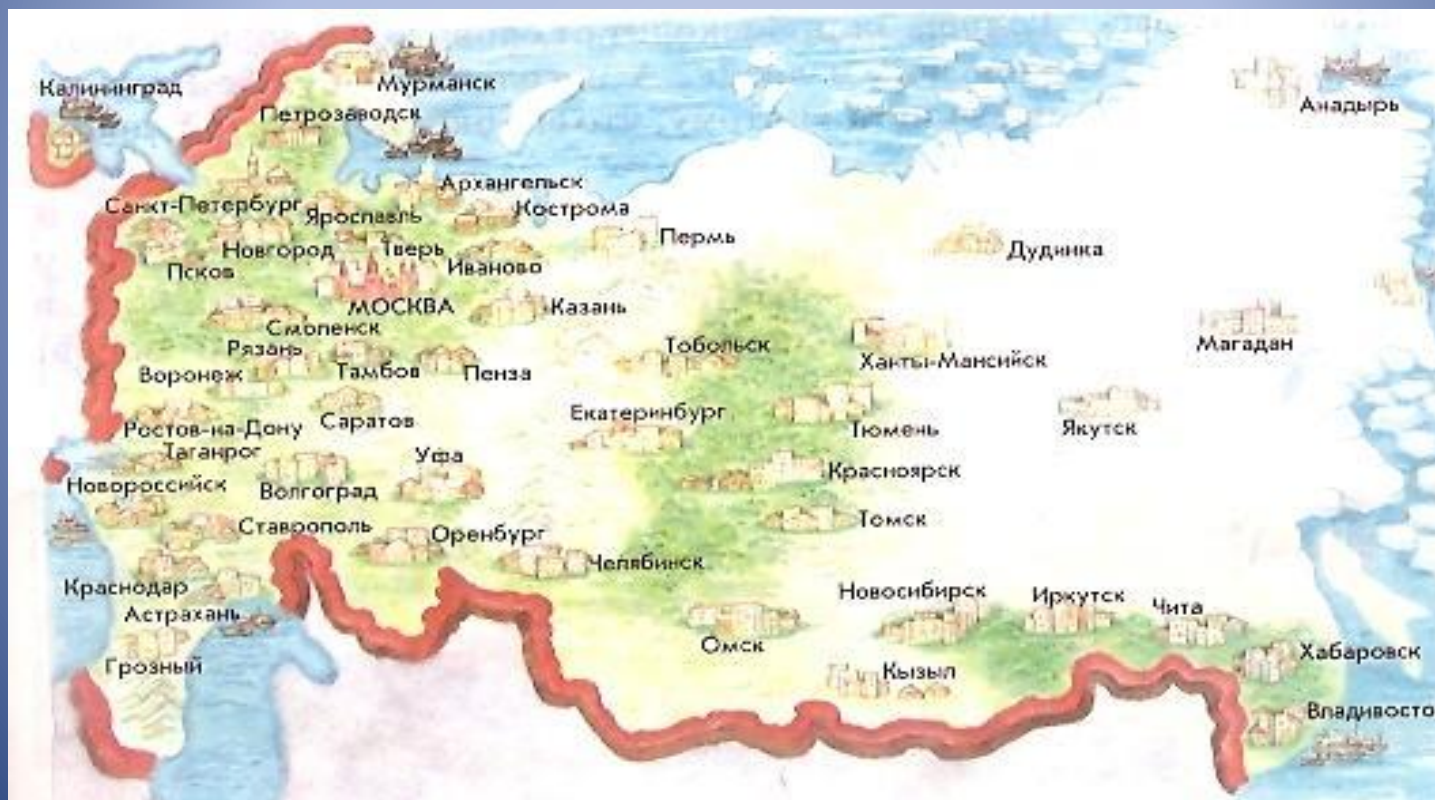 Калининград
Мурманск
Анадырь
Петрозаводск
Архангельск
Санкт-Петербург
Ярославль
Кострома
Новгород
Тверь
Пермь
Дудинка
Псков
Иваново
МОСКВА
Казань
Смоленск
Магадан
Рязань
Тобольск
Ханты-Мансийск
Воронеж
Тамбов
Пенза
Ростов-на-Дону
Саратов
Екатеринбург
Тюмень
Якутск
Таганрог
Уфа
Красноярск
Новороссийск
Волгоград
Ставрополь
Оренбург
Томск
Челябинск
Краснодар
Новосибирск
Иркутск
Чита
Астрахань
Омск
Хабаровск
Грозный
Кызыл
Владивосто